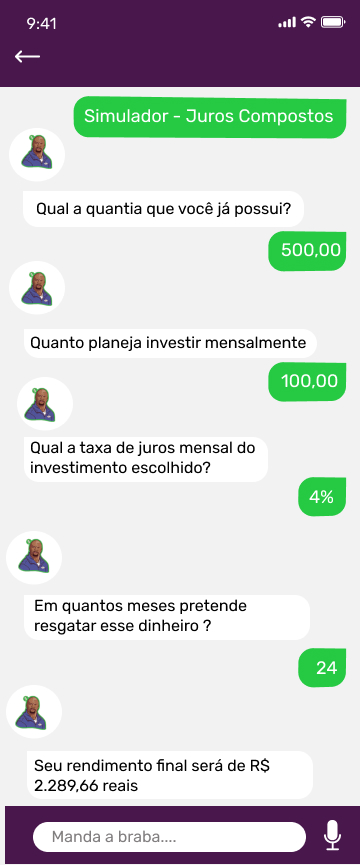 9:41
Simulador - Juros Compostos
Qual a quantia que você já possui?
500,00
Quanto planeja investir mensalmente
100,00
Qual a taxa de juros mensal do
investimento escolhido?
4%
Em quantos meses pretende
resgatar esse dinheiro ?
24
Seu rendimento final será de R$
2.289,66 reais
Manda a braba....